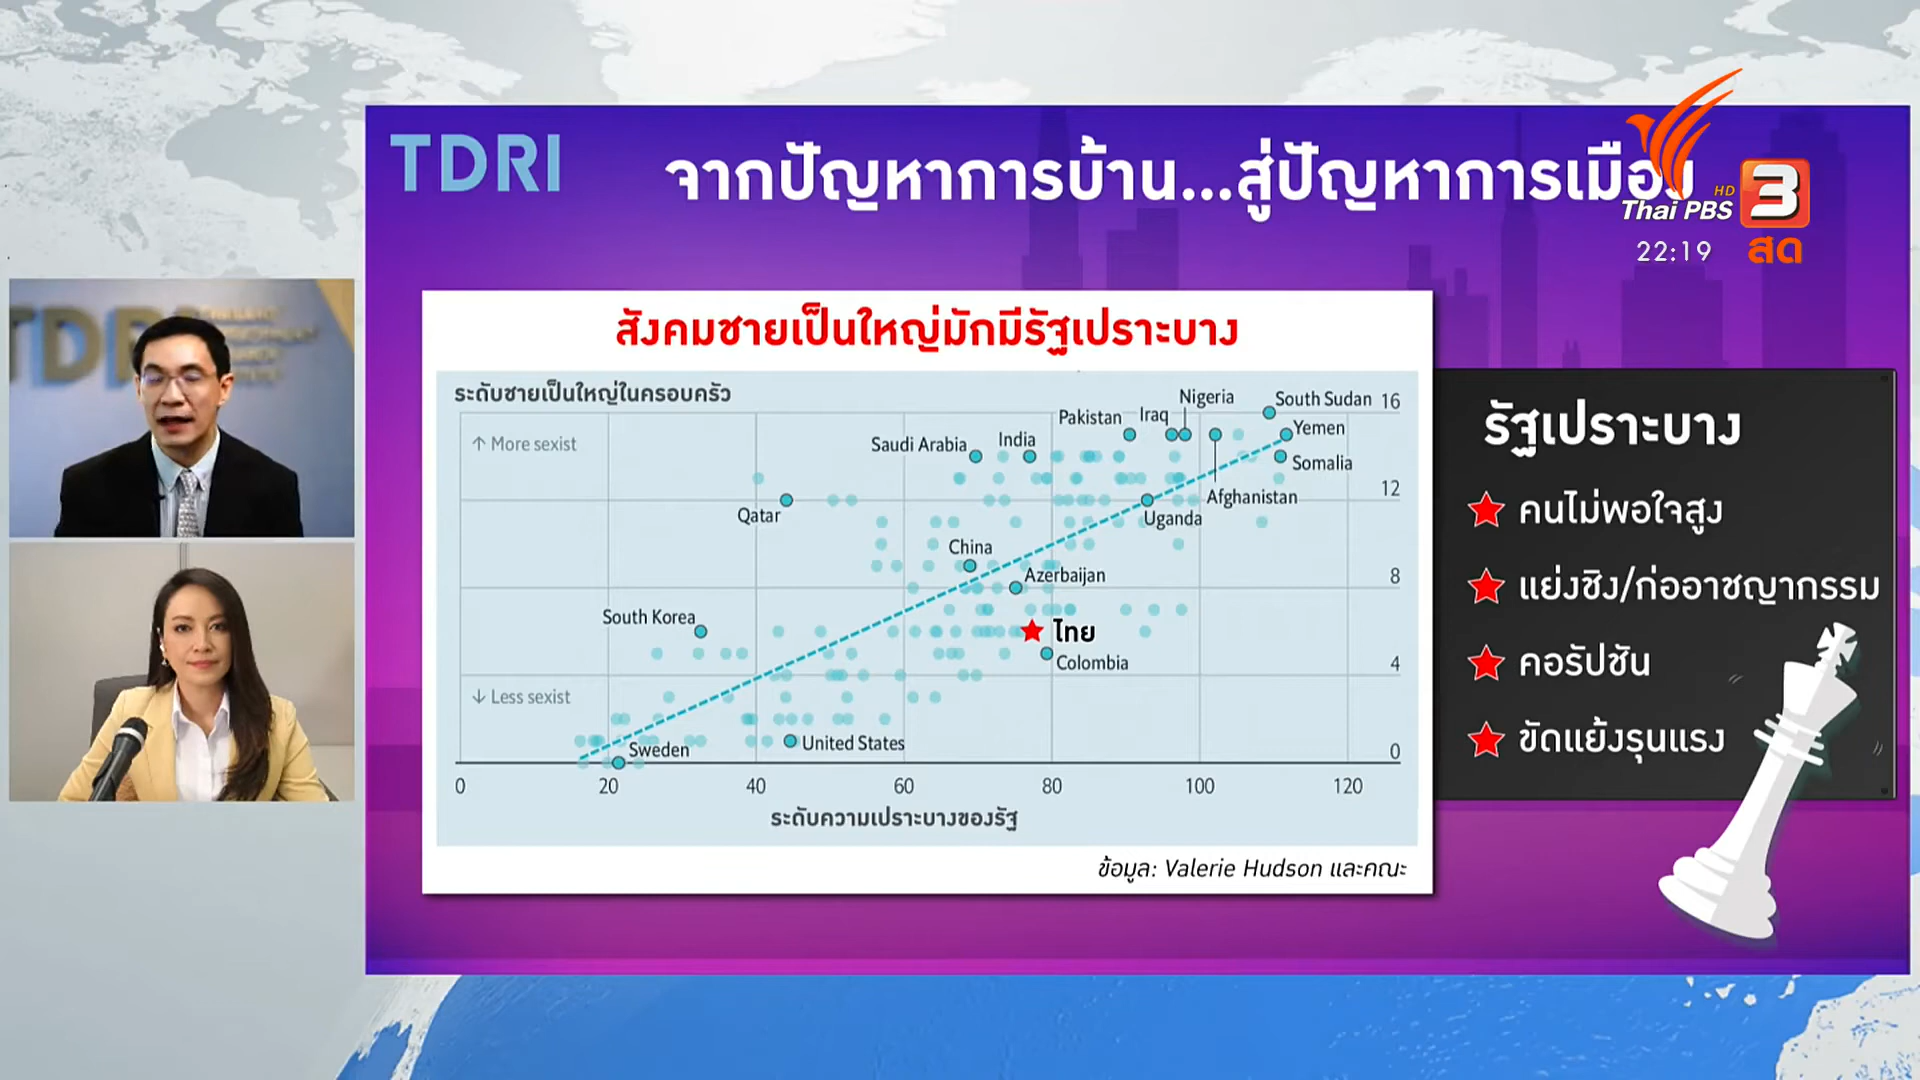 TDRI
จากปัญหาการบ้าน...สู่ปัญหาการเมือง
HD
Thai PBS
3
22:19
สด
สังคมชายเป็นใหญ่มักมีรัฐเปราะบาง
ระดับชายเป็นใหญ่ในครอบครัว
↑ More sexist
↓ Less sexist
South Sudan
Nigeria
Iraq
Pakistan
Yemen
India
Saudi Arabia
Somalia
Afghanistan
Qatar
Uganda
China
Azerbaijan
South Korea
ไทย
Colombia
United States
Sweden
16
12
8
4
0
0 20 40 60 80 100 120
ระดับความเปราะบางของรัฐ
ข้อมูล: Valerie Hudson และคณะ
รัฐเปราะบาง
คนไม่พอใจสูง
แย่งชิง/ก่ออาชญากรรม
คอรัปชัน
ขัดแย้งรุนแรง